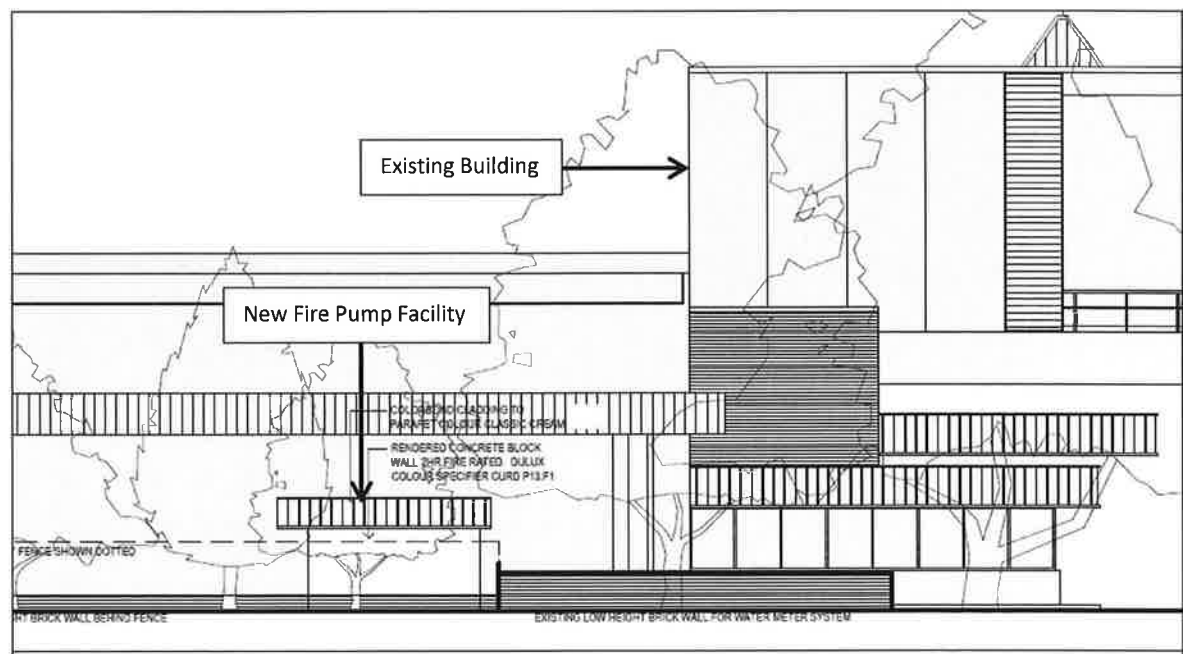 Existing Building
New Fire Pump Facility
COLORBOND CLADDING TO
PARAPET COLOUR CLASSIC CREAM
RENDERED CONCRETE BLOCK
WALL 2HR FIRE RATED. DULUX
COLOUR SPECIFIER CURD P13.F1
FENCE SHOWN DOTTED
HT BRICK WALL BEHIND FENCE
EXISTING LOW HEIGHT BRICK WALL FOR WATER METER SYSTEM